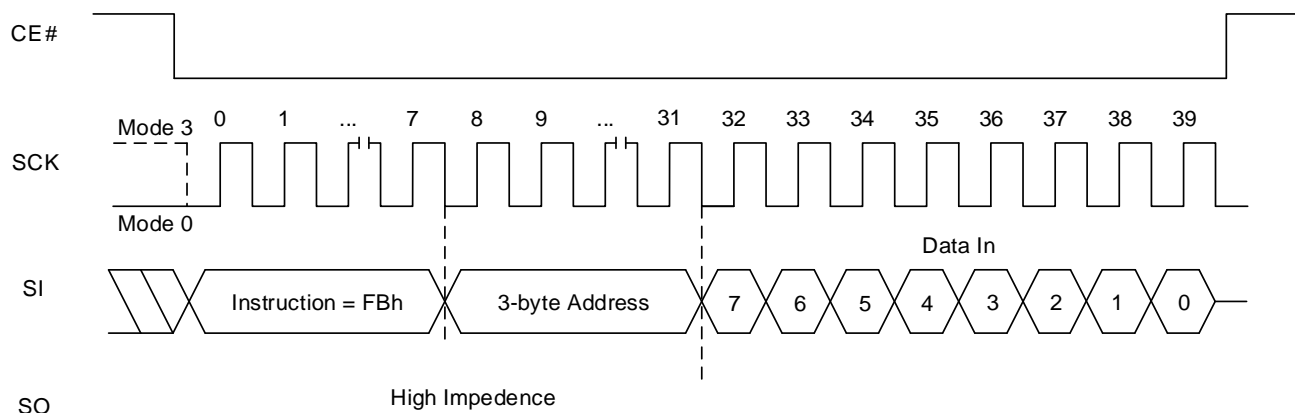 CE#
Mode 3 0 1 ... 7 8 9 ... 31 32 33 34 35 36 37 38 39
SCK
Mode 0
Data In
SI Instruction = FBh 3-byte Address 7 6 5 4 3 2 1 0
High Impedence
SO